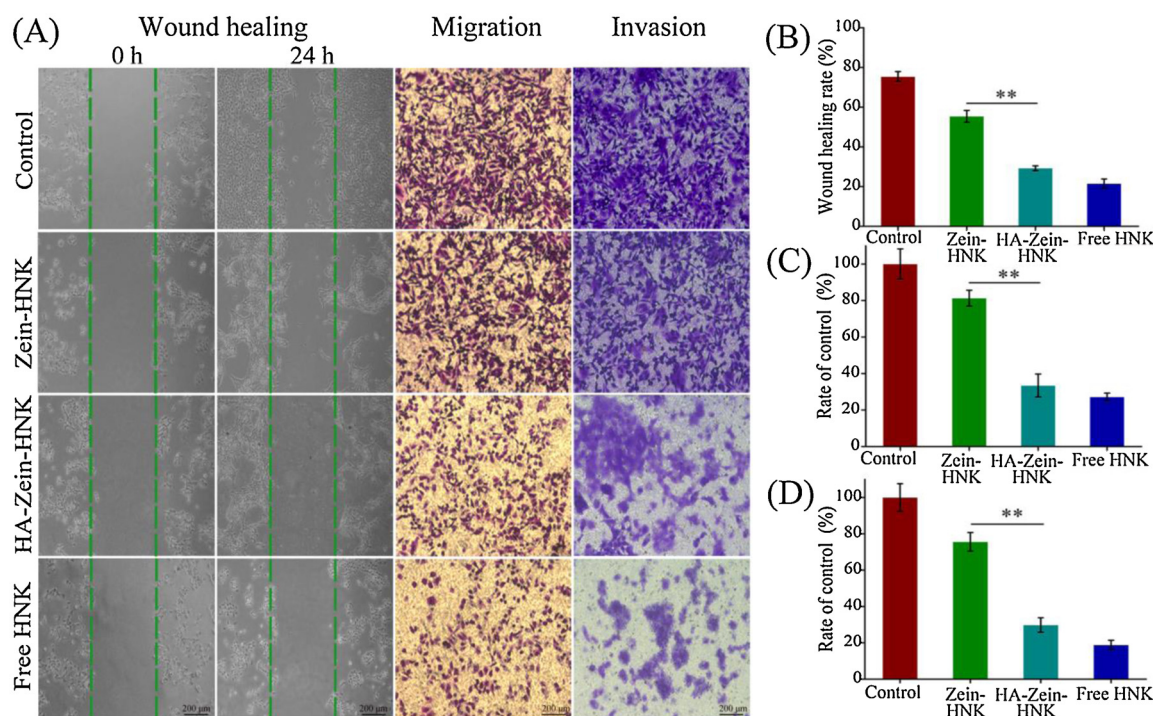 (A)
Wound healing
Migration
Invasion
0 h
24 h
Control
Zein-HNK
HA-Zein-HNK
Free HNK
200 μm
200 μm
200 μm
200 μm
(B)
Wound healing rate (%)
100
80
60
40
20
0
**
Control
Zein-
HNK
HA-Zein-
HNK
Free HNK
(C)
Rate of control (%)
100
80
60
40
20
0
**
Control
Zein-
HNK
HA-Zein-
HNK
Free HNK
(D)
Rate of control (%)
100
80
60
40
20
0
**
Control
Zein-
HNK
HA-Zein-
HNK
Free HNK